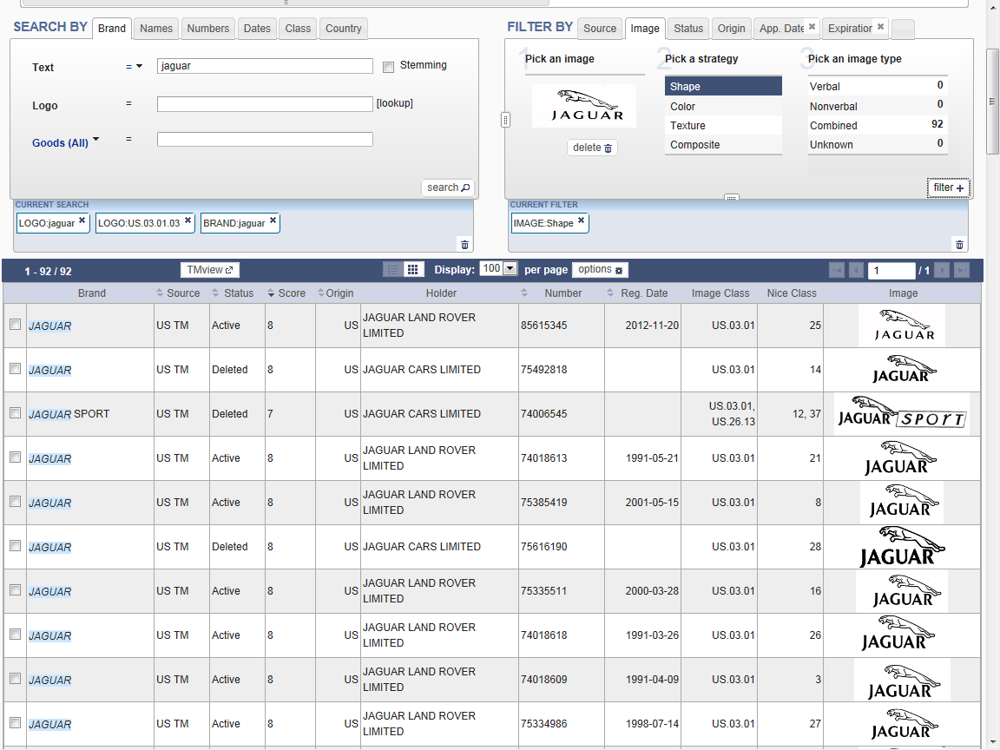 SEARCH BY Brand Names Numbers Dates Class Country
Text = jaguar Stemming
Logo = [lookup]
Goods (All) =
search
CURRENT SEARCH
LOGO:jaguar LOGO:US.03.01.03 BRAND:jaguar
FILTER BY Source Image Status Origin App. Date Expiration
1 Pick an image 2 Pick a strategy 3 Pick an image type
JAGUAR
delete
Shape
Color
Texture
Composite
Verbal 0
Nonverbal 0
Combined 92
Unknown 0
filter +
CURRENT FILTER
IMAGE:Shape
1 - 92 / 92 TMview Display: 100 per page options 1 / 1
Brand Source Status Score Origin Holder Number Reg. Date Image Class Nice Class Image
JAGUAR US TM Active 8 US JAGUAR LAND ROVER LIMITED 85615345 2012-11-20 US.03.01 25 JAGUAR
JAGUAR US TM Deleted 8 US JAGUAR CARS LIMITED 75492818 US.03.01 14 JAGUAR
JAGUAR SPORT US TM Deleted 7 US JAGUAR CARS LIMITED 74006545 US.03.01, US.26.13 12, 37 JAGUAR SPORT
JAGUAR US TM Active 8 US JAGUAR LAND ROVER LIMITED 74018613 1991-05-21 US.03.01 21 JAGUAR
JAGUAR US TM Active 8 US JAGUAR LAND ROVER LIMITED 75385419 2001-05-15 US.03.01 8 JAGUAR
JAGUAR US TM Deleted 8 US JAGUAR CARS LIMITED 75616190 US.03.01 28 JAGUAR
JAGUAR US TM Active 8 US JAGUAR LAND ROVER LIMITED 75335511 2000-03-28 US.03.01 16 JAGUAR
JAGUAR US TM Active 8 US JAGUAR LAND ROVER LIMITED 74018618 1991-03-26 US.03.01 26 JAGUAR
JAGUAR US TM Active 8 US JAGUAR LAND ROVER LIMITED 74018609 1991-04-09 US.03.01 3 JAGUAR
JAGUAR US TM Active 8 US JAGUAR LAND ROVER LIMITED 75334986 1998-07-14 US.03.01 27 JAGUAR